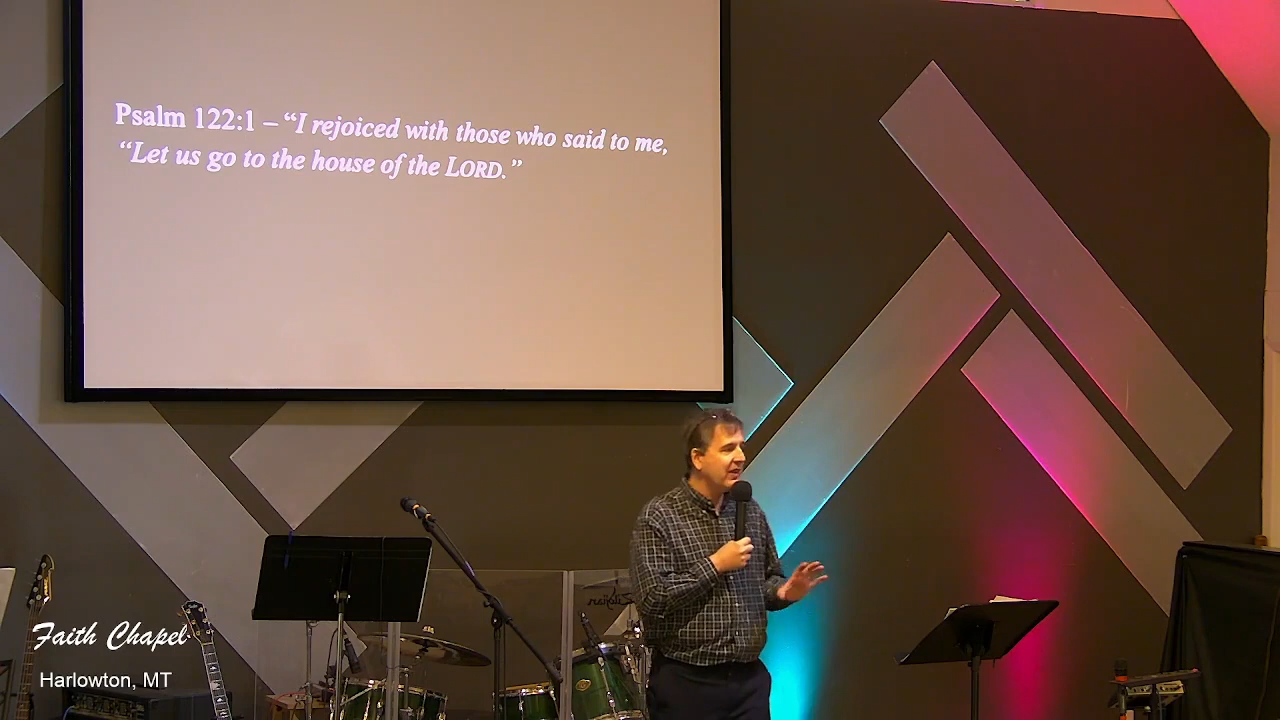 Psalm 122:1 – “I rejoiced with those who said to me,
“Let us go to the house of the LORD.”
Zildjian
Faith Chapel
Harlowton, MT